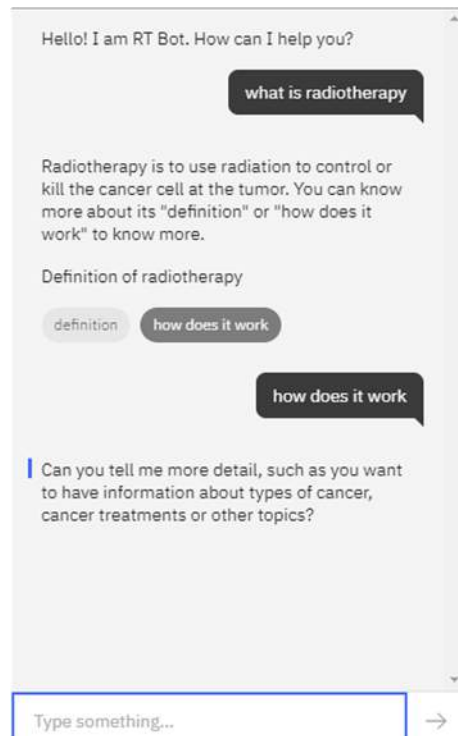 Hello! I am RT Bot. How can I help you?
what is radiotherapy
Radiotherapy is to use radiation to control or
kill the cancer cell at the tumor. You can know
more about its "definition" or "how does it
work" to know more.
Definition of radiotherapy
definition
how does it work
how does it work
Can you tell me more detail, such as you want
to have information about types of cancer,
cancer treatments or other topics?
Type something...